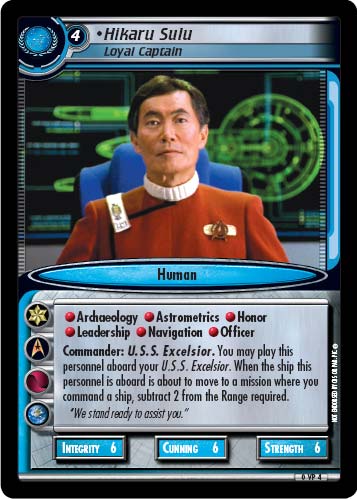 4
•Hikaru Sulu
Loyal Captain
Human
Archaeology Astrometrics Honor
Leadership Navigation Officer
Commander: U.S.S. Excelsior. You may play this
personnel aboard your U.S.S. Excelsior. When the ship this
personnel is aboard is about to move to a mission where you
command a ship, subtract 2 from the Range required.
"We stand ready to assist you."
INTEGRITY 6 CUNNING 6 STRENGTH 6
0 VP 4